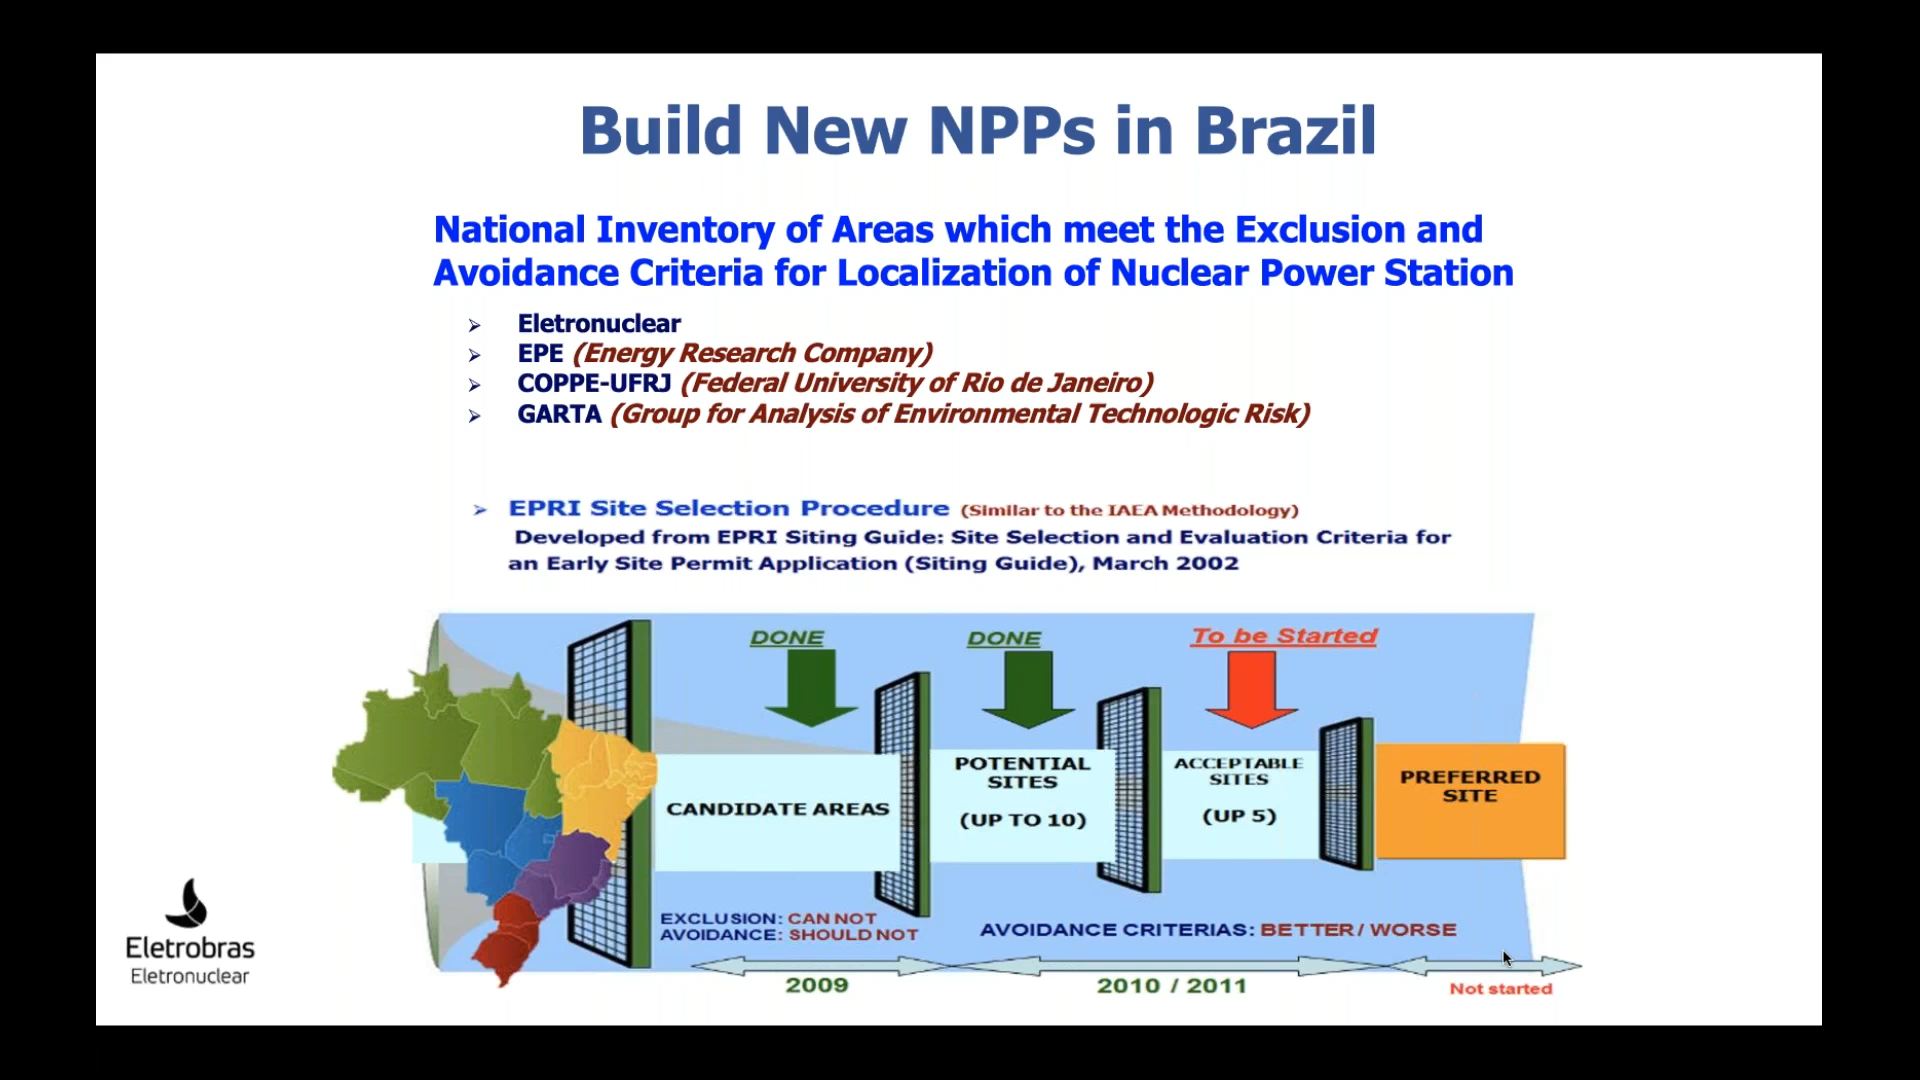 Build New NPPs in Brazil
National Inventory of Areas which meet the Exclusion and
Avoidance Criteria for Localization of Nuclear Power Station
➢ Eletronuclear
➢ EPE (Energy Research Company)
➢ COPPE-UFRJ (Federal University of Rio de Janeiro)
➢ GARTA (Group for Analysis of Environmental Technologic Risk)
➢ EPRI Site Selection Procedure (Similar to the IAEA Methodology)
Developed from EPRI Siting Guide: Site Selection and Evaluation Criteria for
an Early Site Permit Application (Siting Guide), March 2002
DONE
DONE
To be Started
CANDIDATE AREAS
POTENTIAL
SITES
(UP TO 10)
ACCEPTABLE
SITES
(UP 5)
PREFERRED
SITE
EXCLUSION: CAN NOT
AVOIDANCE: SHOULD NOT
AVOIDANCE CRITERIAS: BETTER / WORSE
2009
2010 / 2011
Not started
Eletrobras
Eletronuclear